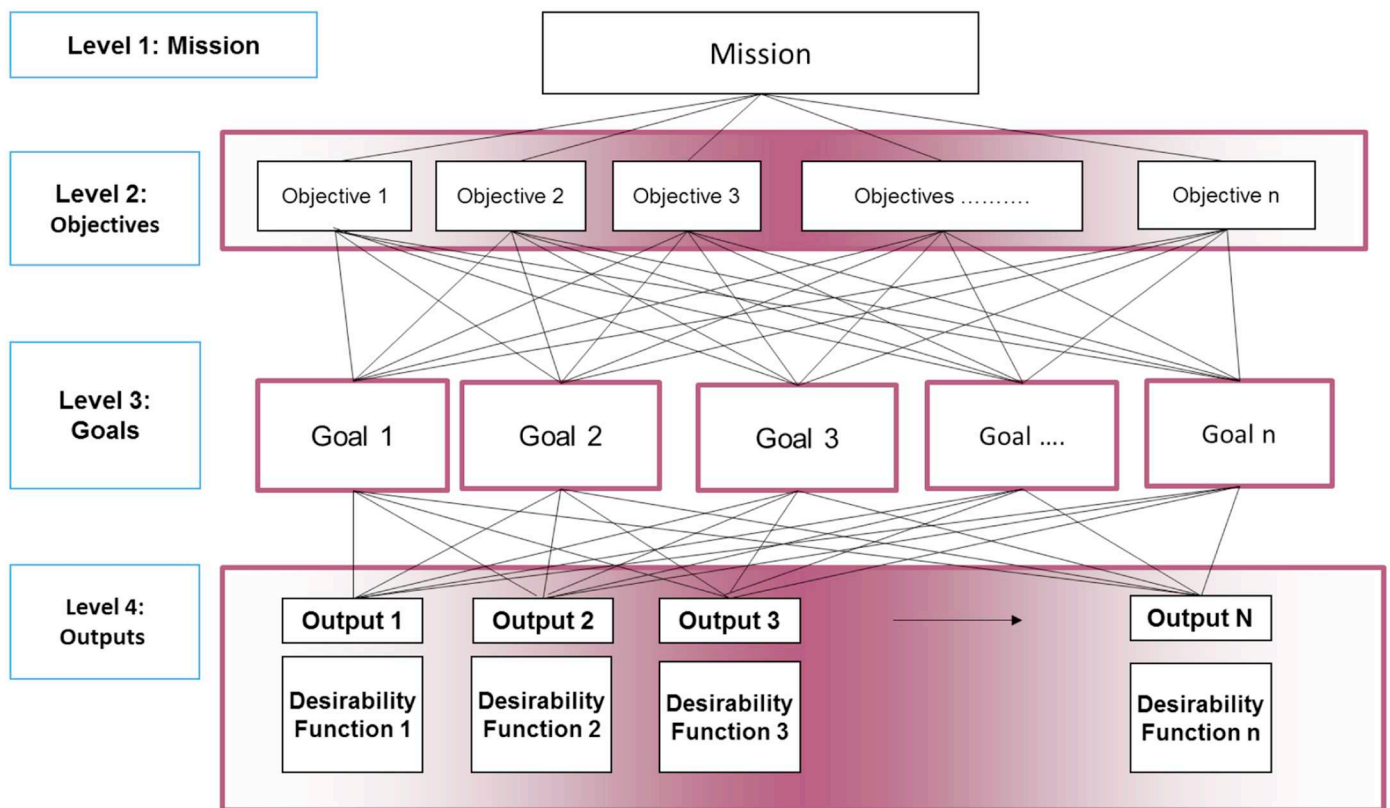 Level 1: Mission
Mission
Level 2:
Objectives
Objective 1
Objective 2
Objective 3
Objectives ……….
Objective n
Level 3:
Goals
Goal 1
Goal 2
Goal 3
Goal ….
Goal n
Level 4:
Outputs
Output 1
Output 2
Output 3
Output N
Desirability
Function 1
Desirability
Function 2
Desirability
Function 3
Desirability
Function n